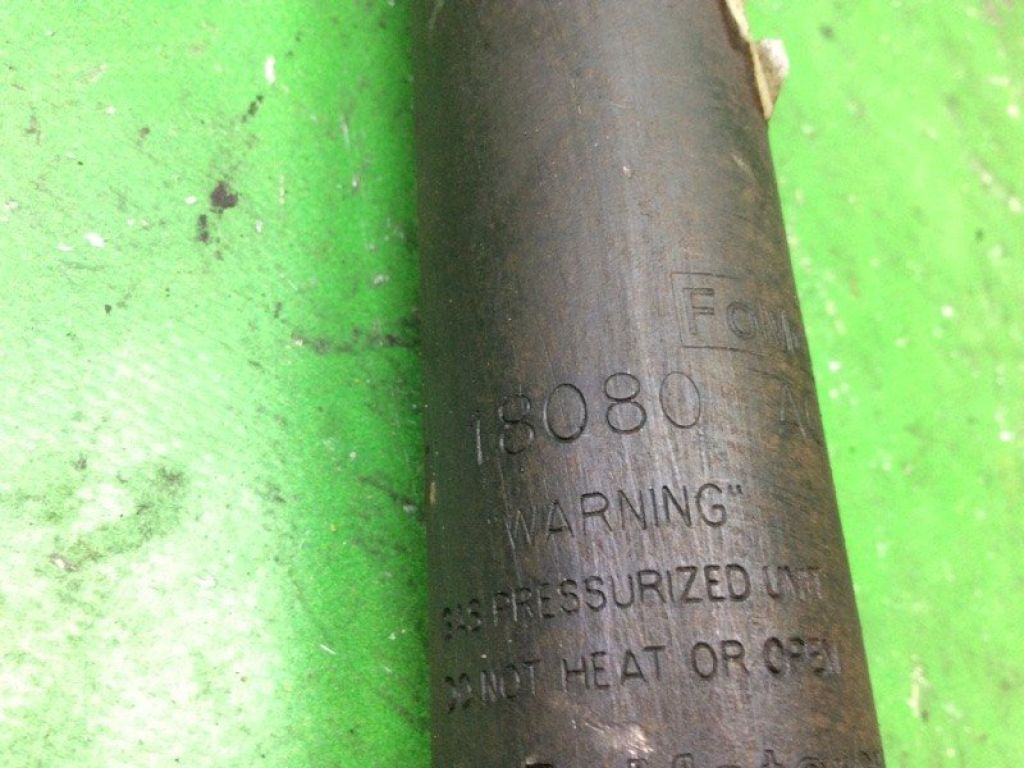 18080
"WARNING"
GAS PRESSURIZED UNIT
DO NOT HEAT OR OPEN